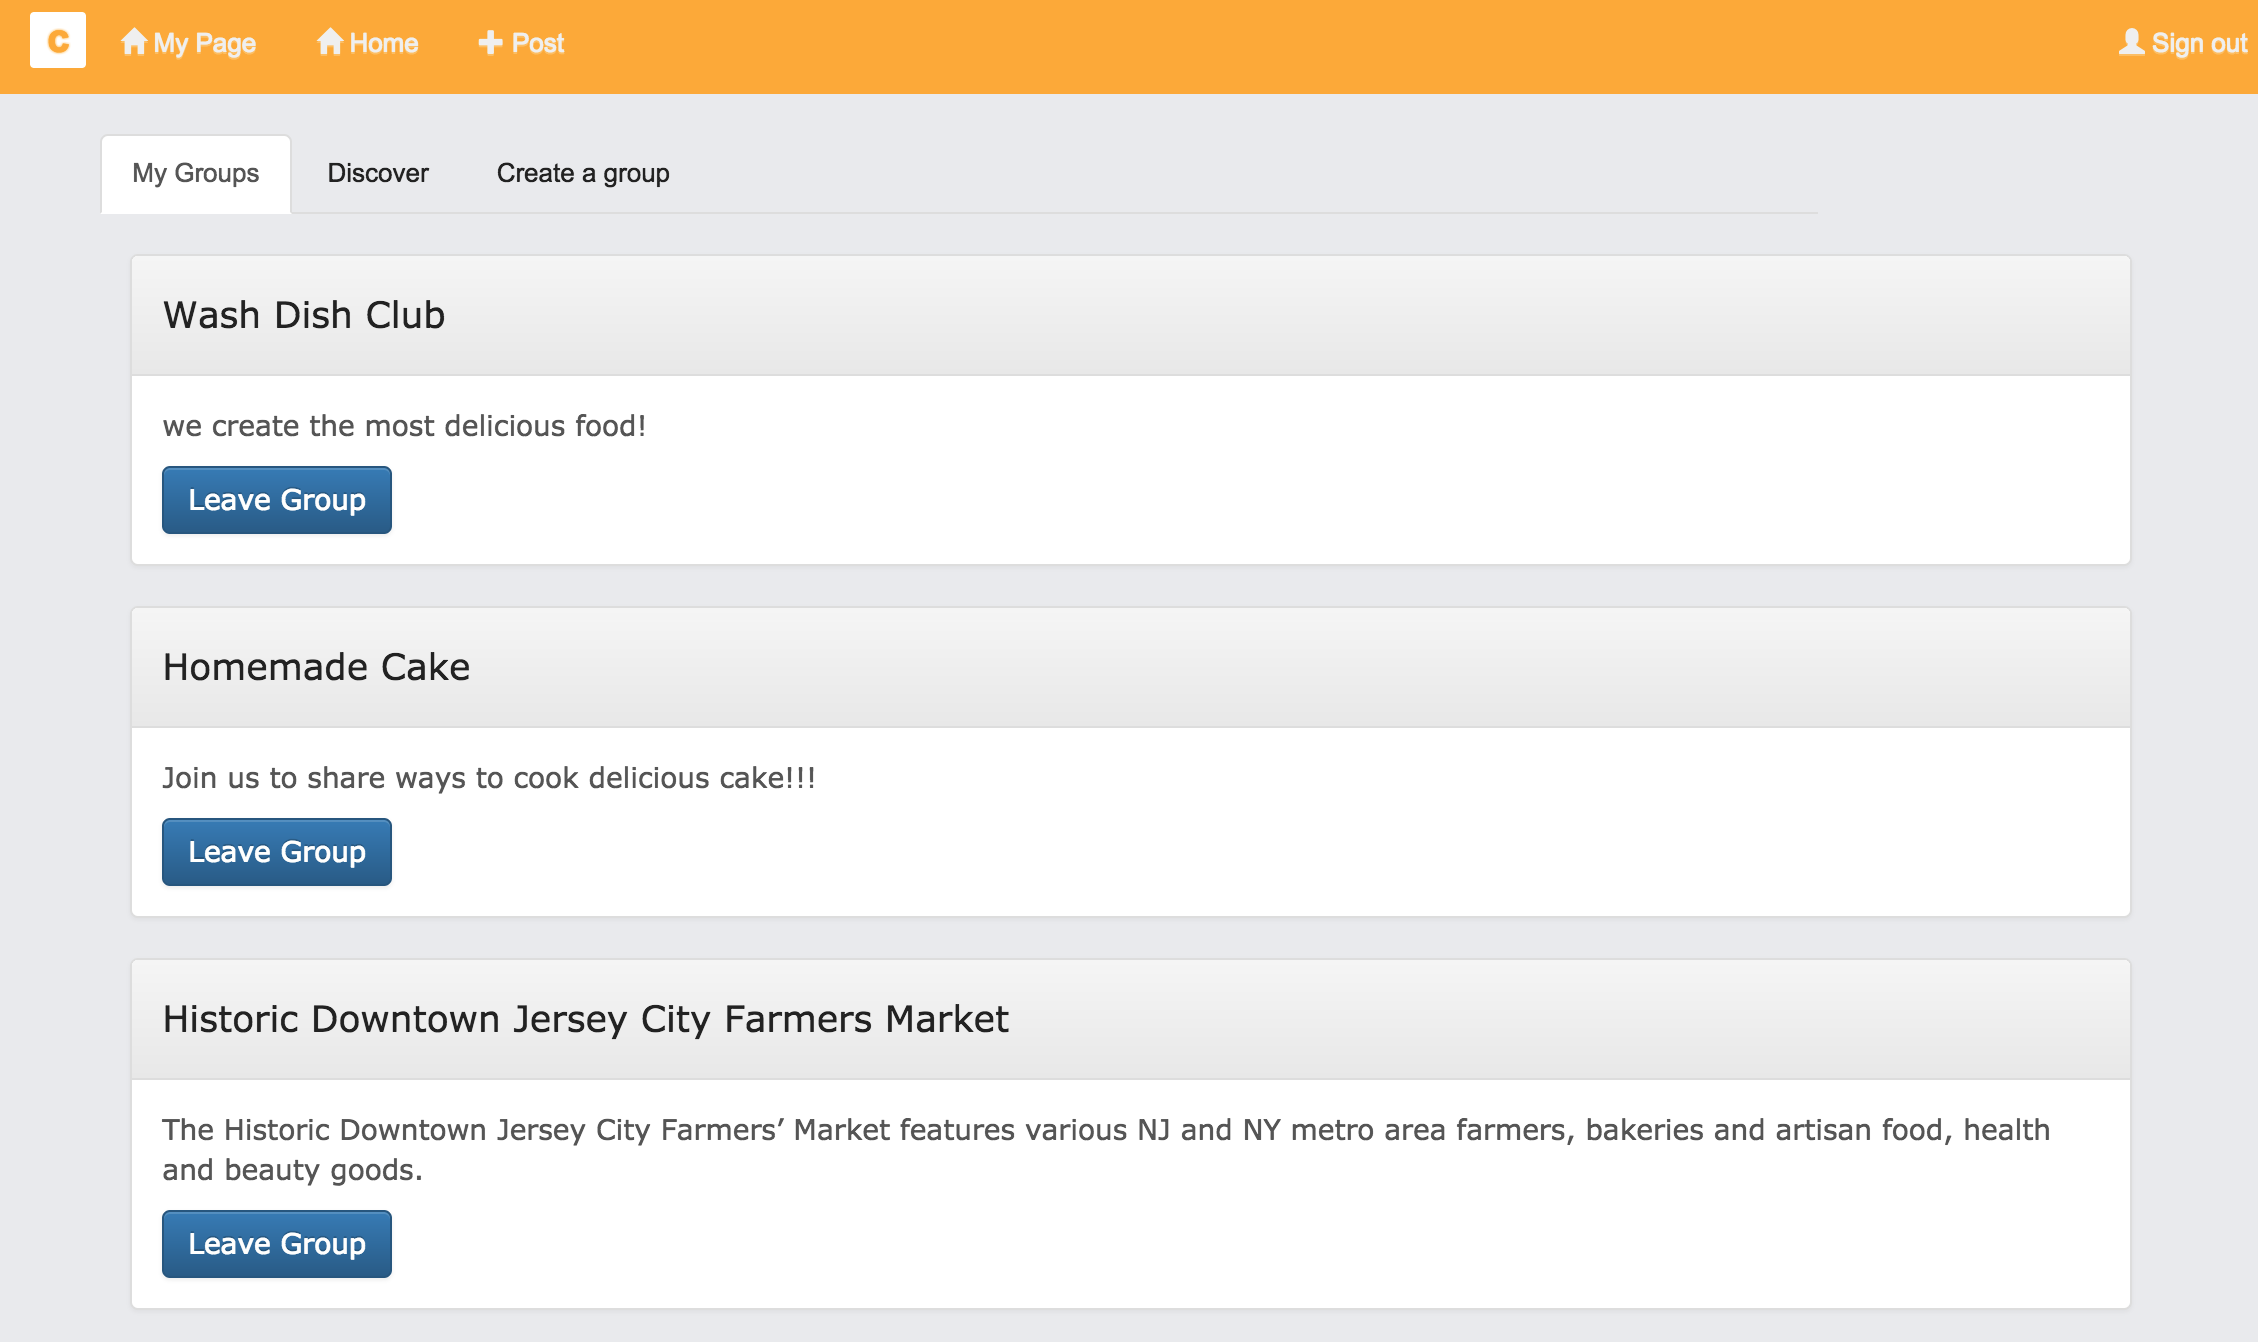 C My Page Home Post Sign out
My Groups Discover Create a group
Wash Dish Club
we create the most delicious food!
Leave Group
Homemade Cake
Join us to share ways to cook delicious cake!!!
Leave Group
Historic Downtown Jersey City Farmers Market
The Historic Downtown Jersey City Farmers’ Market features various NJ and NY metro area farmers, bakeries and artisan food, health
and beauty goods.
Leave Group